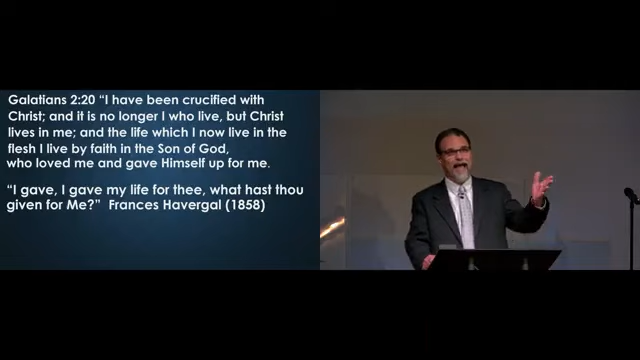 Galatians 2:20 “I have been crucified with
Christ; and it is no longer I who live, but Christ
lives in me; and the life which I now live in the
flesh I live by faith in the Son of God,
who loved me and gave Himself up for me.
“I gave, I gave my life for thee, what hast thou
given for Me?” Frances Havergal (1858)